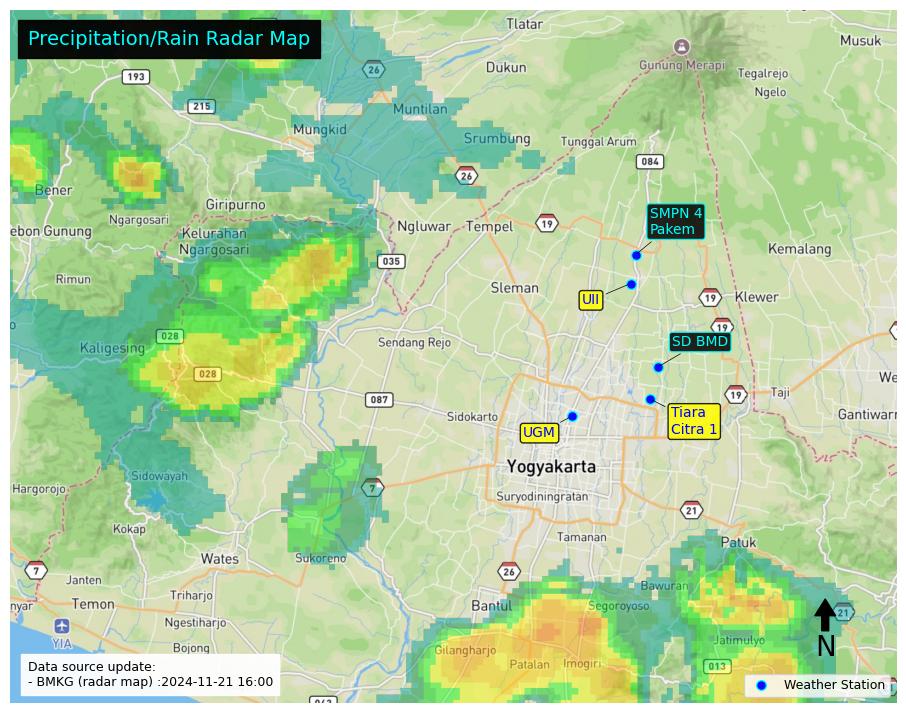 Precipitation/Rain Radar Map
Tlatar
Musuk
Dukun
Gunung Merapi
Tegalrejo
Ngelo
193
26
215
Muntilan
Mungkid
Srumbung
Tunggal Arum
084
26
Bener
Giripurno
Ngargosari
SMPN 4
Pakem
ebon Gunung
Kelurahan
Ngargosari
Ngluwar
Tempel
19
Kemalang
035
Rimun
Sleman
UII
19
Klewer
19
028
Kaligesing
Sendang Rejo
SD BMD
028
We
087
19
Taji
Sidokarto
Tiara
Citra 1
Gantiwarn
UGM
Yogyakarta
Sidowayah
Hargorojo
7
Suryodiningratan
21
Kokap
Wates
Sukoreno
Tamanan
Patuk
7
Janten
26
Bawuran
Triharjo
nyar
Temon
Bantul
Segoroyoso
21
Ngestiharjo
YIA
Bojong
Jatimulyo
N
Gilangharjo
Patalan
Imogiri
013
Data source update:
- BMKG (radar map) :2024-11-21 16:00
Weather Station